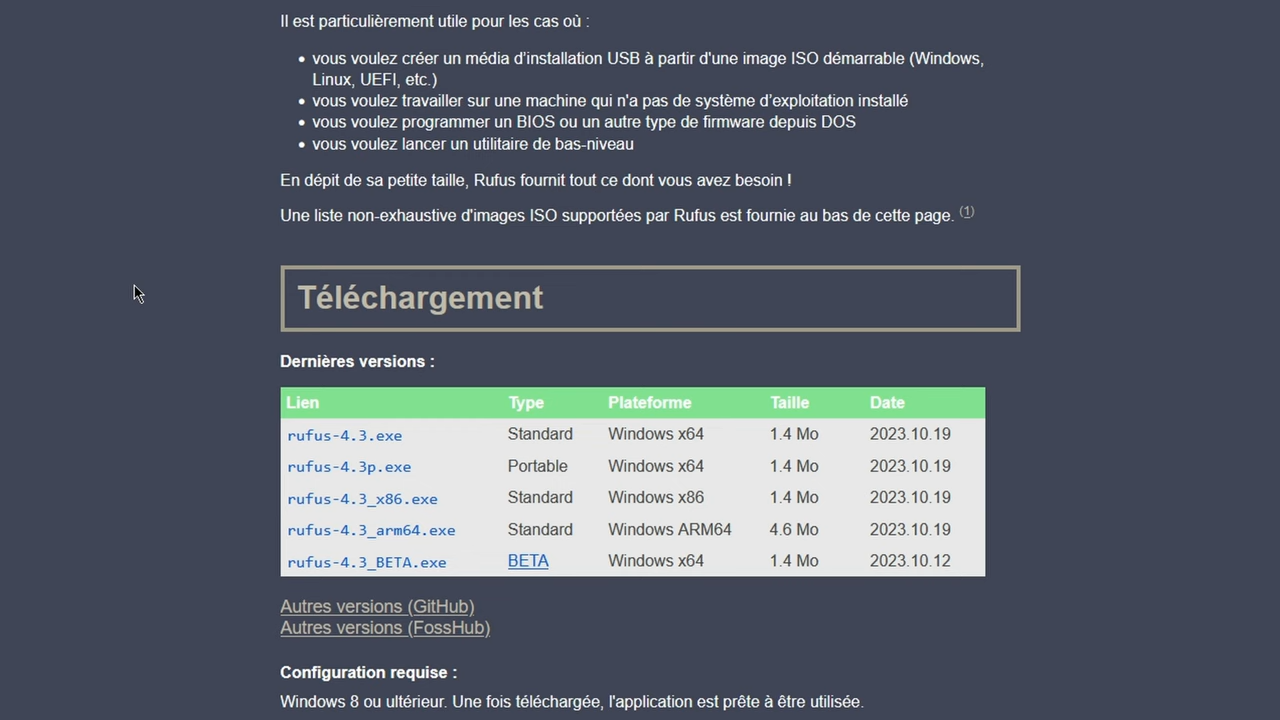 Il est particulièrement utile pour les cas où :
• vous voulez créer un média d'installation USB à partir d'une image ISO démarrable (Windows,
Linux, UEFI, etc.)
• vous voulez travailler sur une machine qui n'a pas de système d'exploitation installé
• vous voulez programmer un BIOS ou un autre type de firmware depuis DOS
• vous voulez lancer un utilitaire de bas-niveau
En dépit de sa petite taille, Rufus fournit tout ce dont vous avez besoin !
Une liste non-exhaustive d'images ISO supportées par Rufus est fournie au bas de cette page. (1)
Téléchargement
Dernières versions :
Lien Type Plateforme Taille Date
rufus-4.3.exe Standard Windows x64 1.4 Mo 2023.10.19
rufus-4.3p.exe Portable Windows x64 1.4 Mo 2023.10.19
rufus-4.3_x86.exe Standard Windows x86 1.4 Mo 2023.10.19
rufus-4.3_arm64.exe Standard Windows ARM64 4.6 Mo 2023.10.19
rufus-4.3_BETA.exe BETA Windows x64 1.4 Mo 2023.10.12
Autres versions (GitHub)
Autres versions (FossHub)
Configuration requise :
Windows 8 ou ultérieur. Une fois téléchargée, l'application est prête à être utilisée.